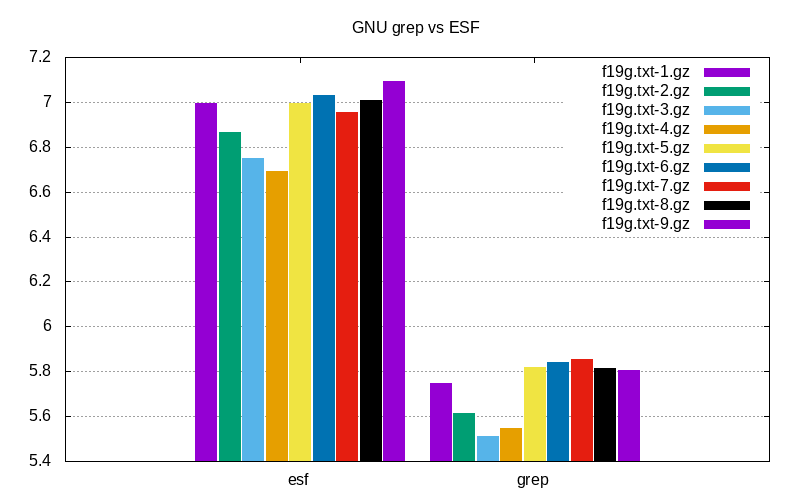 GNU grep vs ESF
7.2
7
6.8
6.6
6.4
6.2
6
5.8
5.6
5.4
f19g.txt-1.gz
f19g.txt-2.gz
f19g.txt-3.gz
f19g.txt-4.gz
f19g.txt-5.gz
f19g.txt-6.gz
f19g.txt-7.gz
f19g.txt-8.gz
f19g.txt-9.gz
esf grep